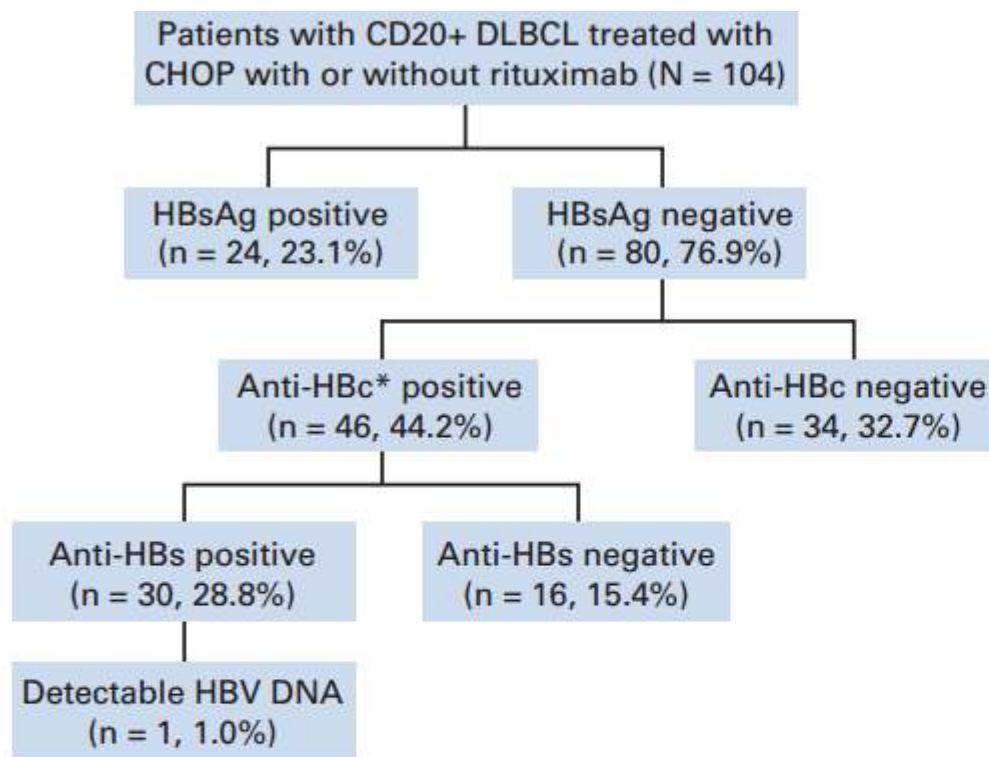 Patients with CD20+ DLBCL treated with
CHOP with or without rituximab (N = 104)
HBsAg positive
(n = 24, 23.1%)
HBsAg negative
(n = 80, 76.9%)
Anti-HBc* positive
(n = 46, 44.2%)
Anti-HBc negative
(n = 34, 32.7%)
Anti-HBs positive
(n = 30, 28.8%)
Anti-HBs negative
(n = 16, 15.4%)
Detectable HBV DNA
(n = 1, 1.0%)